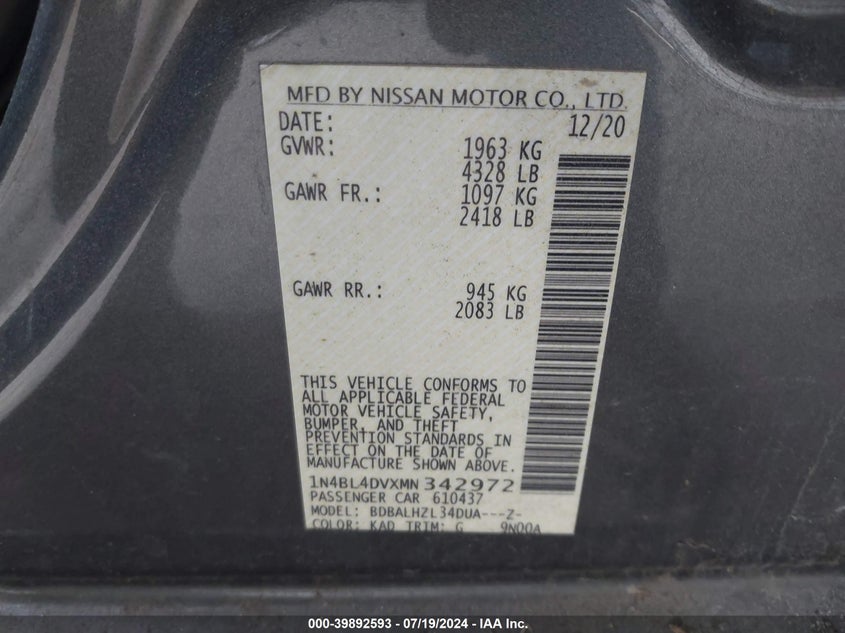 MFD BY NISSAN MOTOR CO., LTD.
DATE: 12/20
GVWR: 1963 KG
4328 LB
GAWR FR.: 1097 KG
2418 LB
GAWR RR.: 945 KG
2083 LB
THIS VEHICLE CONFORMS TO
ALL APPLICABLE FEDERAL
MOTOR VEHICLE SAFETY,
BUMPER, AND THEFT
PREVENTION STANDARDS IN
EFFECT ON THE DATE OF
MANUFACTURE SHOWN ABOVE.
1N4BL4DVXMN 342972
PASSENGER CAR 610437
MODEL: BDBALHZL34DUA---Z-
COLOR: KAD TRIM: G 9N00A
000-39892593 - 07/19/2024 - IAA Inc.